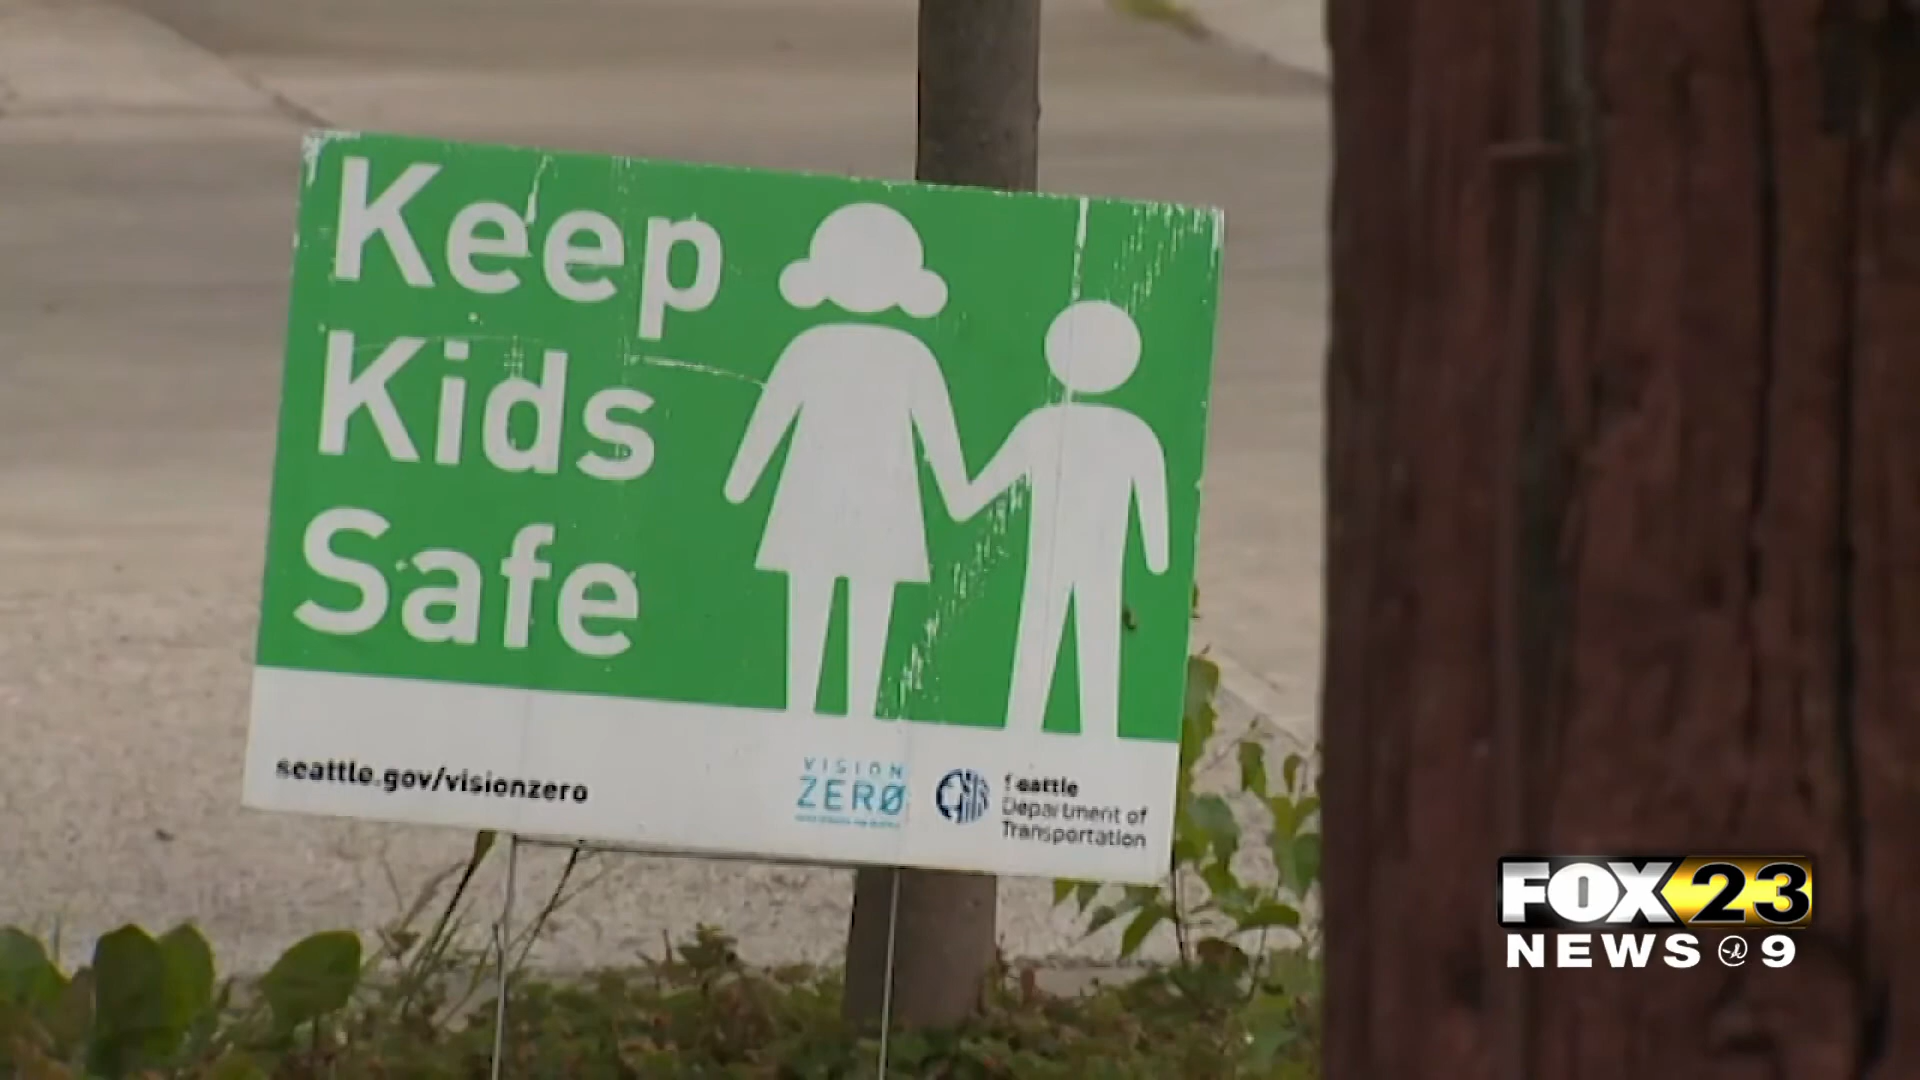 Keep
Kids
Safe
seattle.gov/visionzero
VISION
ZERØ
Seattle
Department of
Transportation
FOX 23
NEWS @ 9